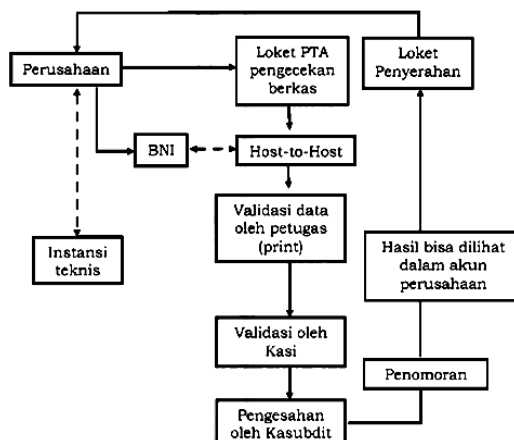 Perusahaan
Loket PTA
pengecekan
berkas
Loket
Penyerahan
BNI
Host-to-Host
Instansi
teknis
Validasi data
oleh petugas
(print)
Hasil bisa dilihat
dalam akun
perusahaan
Validasi oleh
Kasi
Penomoran
Pengesahan
oleh Kasubdit